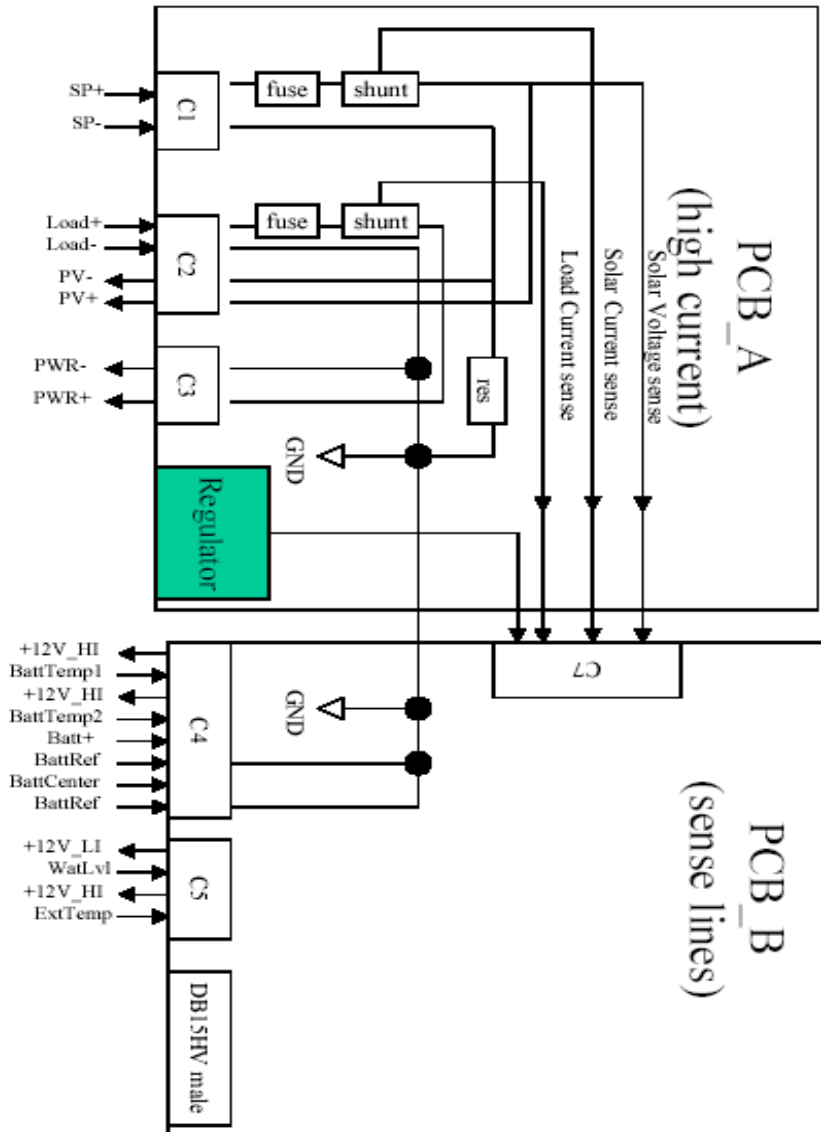 SP+
SP-
C1
fuse
shunt
Load+
Load-
PV-
PV+
C2
fuse
shunt
PWR-
PWR+
C3
res
GND
Regulator
Load Current sense
Solar Current sense
Solar Voltage sense
PCB_A
(high current)
+12V_HI
BattTemp1
+12V_HI
BattTemp2
Batt+
BattRef
BattCenter
BattRef
C4
GND
C7
+12V_LI
WatLvl
+12V_HI
ExtTemp
C5
DB15HV male
PCB_B
(sense lines)